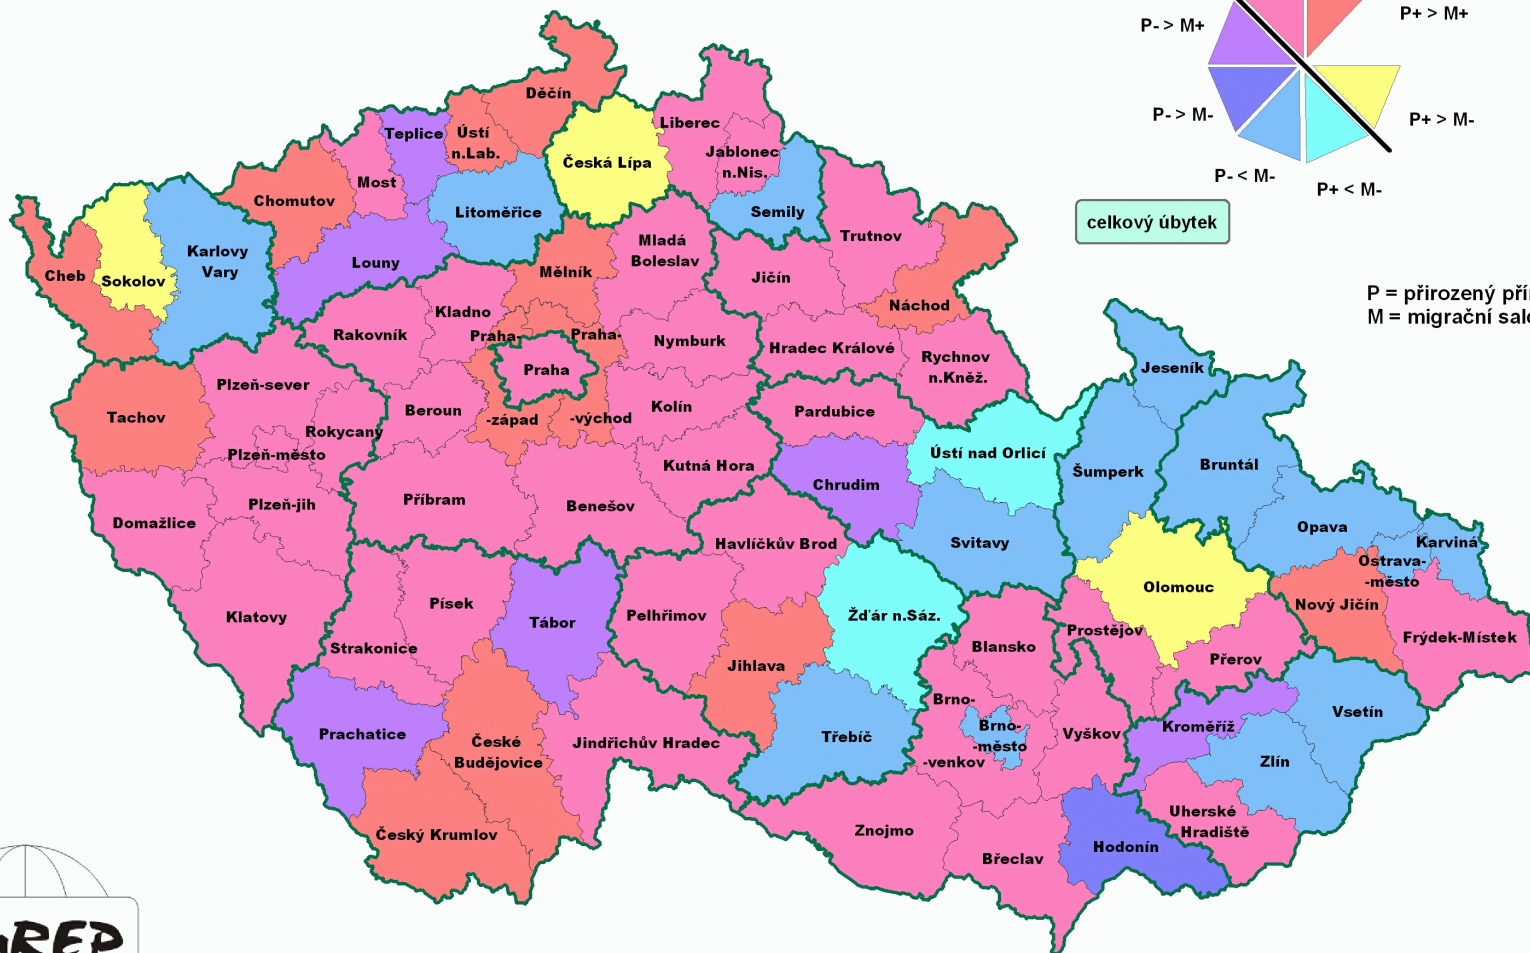 P- > M+
P+ > M+
P- > M-
P+ > M-
P- < M-
P+ < M-
celkový úbytek
P = přirozený
M = migrační
Děčín
Teplice
Ústí
n.Lab.
Liberec
Česká Lípa
Jablonec
n.Nis.
Most
Chomutov
Litoměřice
Semily
Trutnov
Karlovy
Vary
Mladá
Boleslav
Louny
Mělník
Cheb
Sokolov
Jičín
Náchod
Kladno
Rakovník
Praha-
Praha-
Nymburk
Hradec Králové
Rychnov
n.Kněž.
Praha
Jeseník
Plzeň-sever
Tachov
Beroun
-západ
-východ
Kolín
Pardubice
Rokycany
Plzeň-město
Ústí nad Orlicí
Kutná Hora
Šumperk
Bruntál
Chrudim
Příbram
Benešov
Plzeň-jih
Domažlice
Opava
Svitavy
Havlíčkův Brod
Karviná
Ostrava-
-město
Olomouc
Písek
Nový Jičín
Klatovy
Pelhřimov
Žďár n.Sáz.
Tábor
Prostějov
Frýdek-Místek
Strakonice
Blansko
Přerov
Jihlava
Brno-
Vsetín
Brno-
-město
Kroměříž
Prachatice
Vyškov
Třebíč
České
Budějovice
Jindřichův Hradec
-venkov
Zlín
Uherské
Hradiště
Český Krumlov
Znojmo
Hodonín
Břeclav